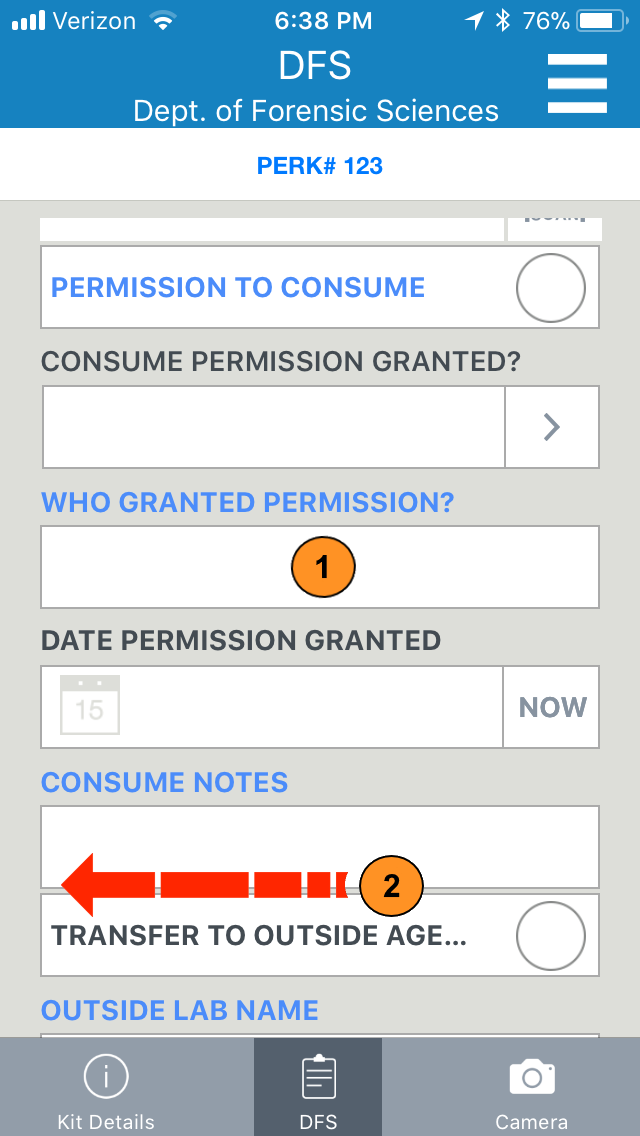 Verizon 6:38 PM 76%
DFS
Dept. of Forensic Sciences
PERK# 123
PERMISSION TO CONSUME
CONSUME PERMISSION GRANTED?
WHO GRANTED PERMISSION?
1
DATE PERMISSION GRANTED
15 NOW
CONSUME NOTES
2
TRANSFER TO OUTSIDE AGE...
OUTSIDE LAB NAME
Kit Details DFS Camera